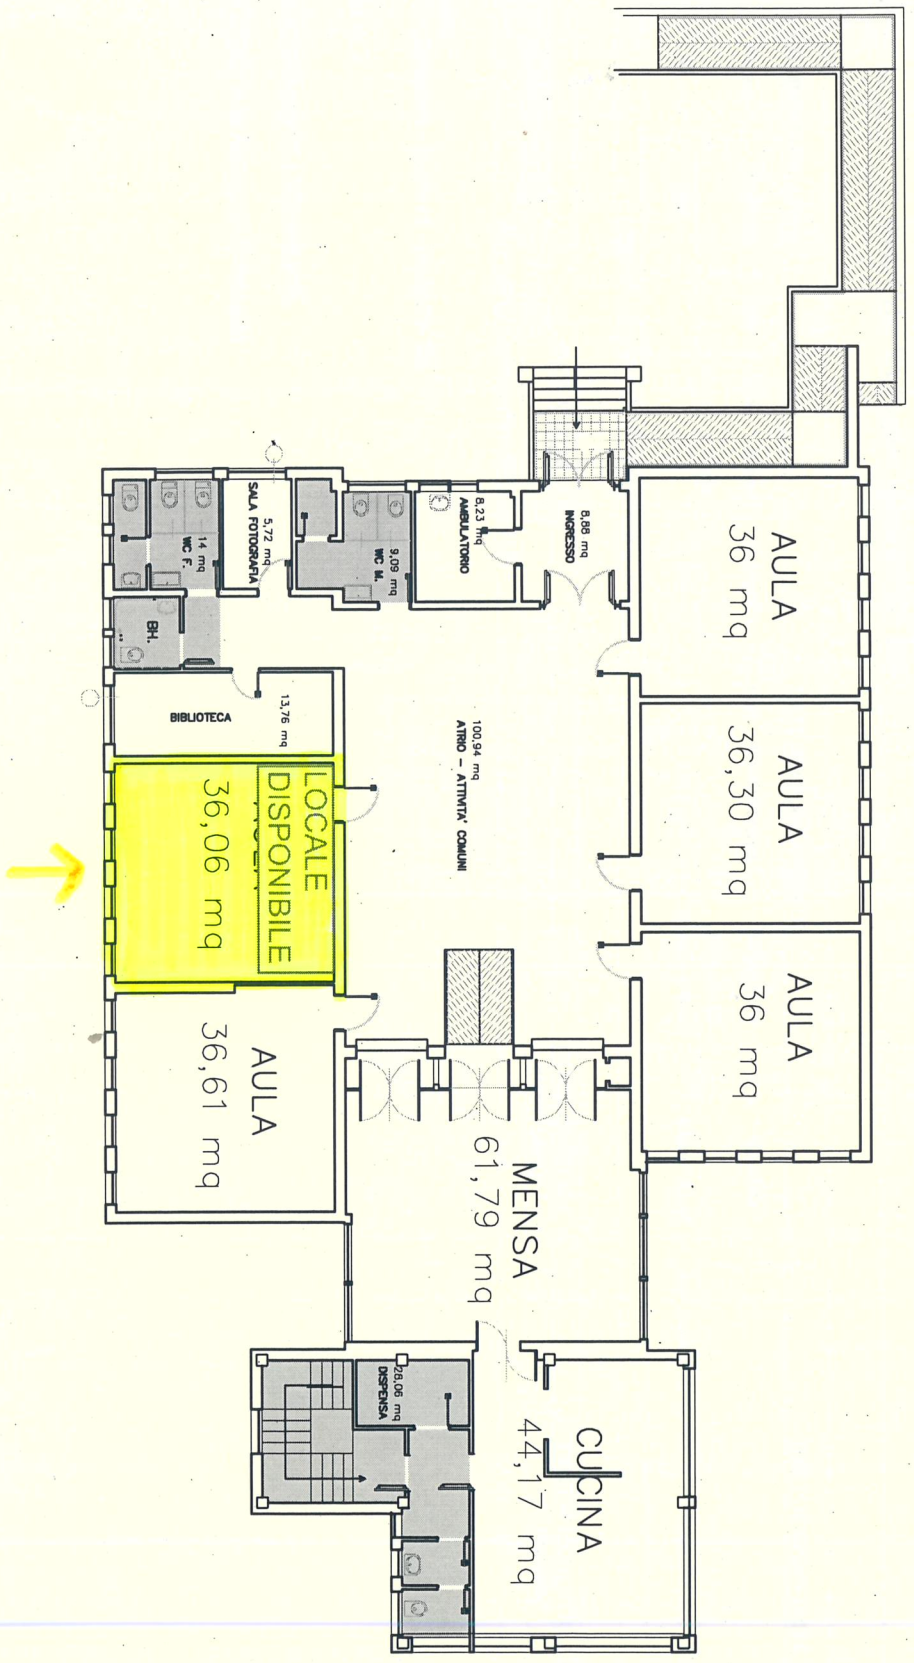 AULA
36 mq
AULA
36,30 mq
AULA
36 mq
8,88 mq
INGRESSO
8,23 mq
AMBULATORIO
9,09 mq
WC M.
5,72 mq
SALA FOTOGRAFIA
14 mq
WC F.
BH.
13,76 mq
BIBLIOTECA
100,94 mq
ATRIO - ATTIVITA' COMUNI
LOCALE
DISPONIBILE
36,06 mq
AULA
36,61 mq
MENSA
61,79 mq
CUCINA
44,17 mq
28,06 mq
DISPENSA